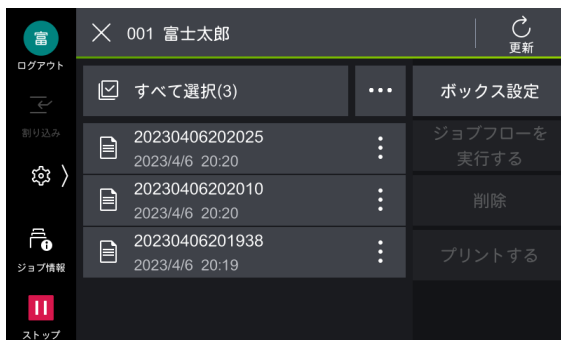 富
ログアウト
割り込み
ジョブ情報
ストップ
001 富士太郎
更新
すべて選択(3)
ボックス設定
20230406202025
2023/4/6 20:20
20230406202010
2023/4/6 20:20
20230406201938
2023/4/6 20:19
ジョブフローを
実行する
削除
プリントする